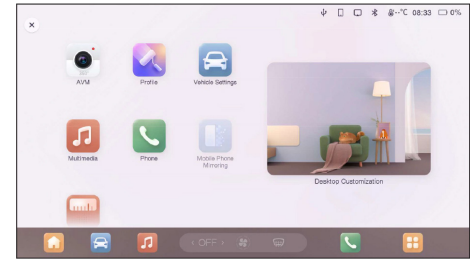 --°C 08:33 0%
AVM
Profile
Vehicle Settings
Multimedia
Phone
Mobile Phone
Mirroring
Desktop Customization
‹ OFF ›